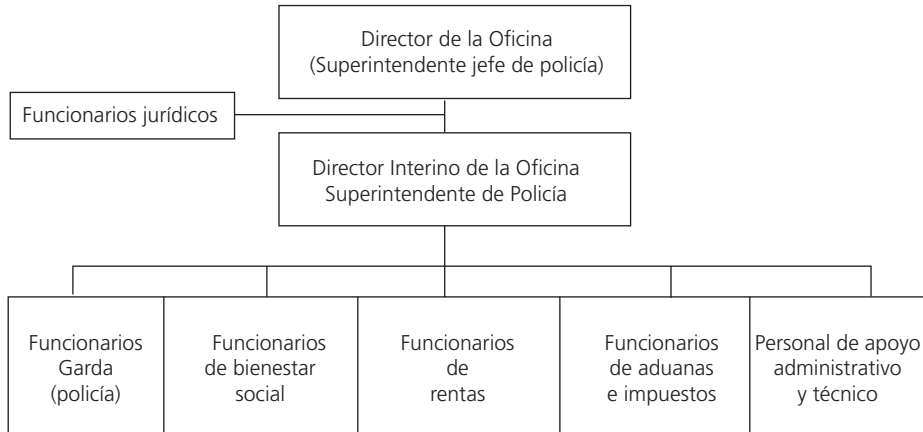 Director de la Oficina
(Superintendente jefe de policía)
Funcionarios jurídicos
Director Interino de la Oficina
Superintendente de Policía
Funcionarios
Garda
(policía)
Funcionarios
de bienestar
social
Funcionarios
de
rentas
Funcionarios
de aduanas
e impuestos
Personal de apoyo
administrativo
y técnico